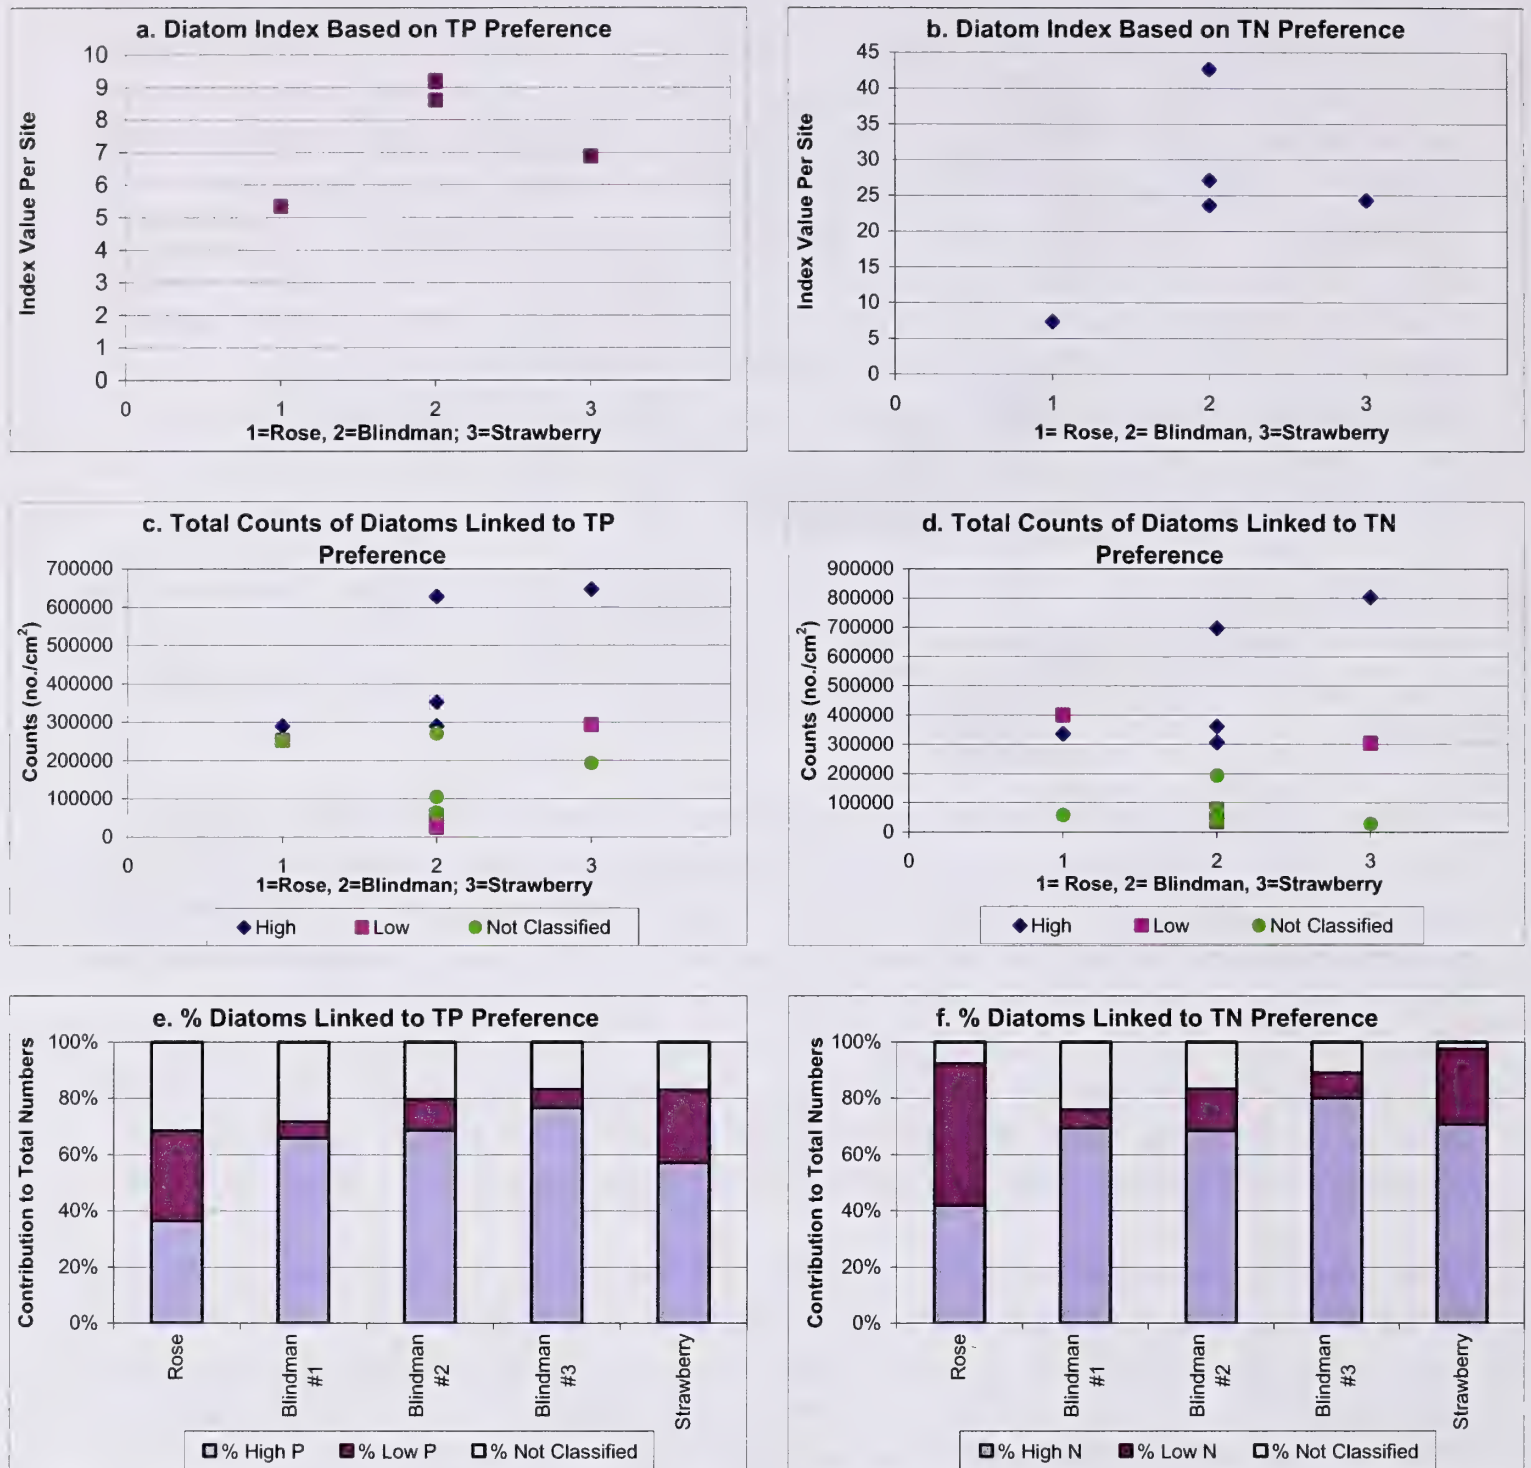 a. Diatom Index Based on TP Preference
10
9
8
7
6
5
4
3
2
1
0
Index Value Per Site
0 1 2 3
1=Rose, 2=Blindman; 3=Strawberry
b. Diatom Index Based on TN Preference
45
40
35
30
25
20
15
10
5
0
Index Value Per Site
0 1 2 3
1= Rose, 2= Blindman, 3=Strawberry
c. Total Counts of Diatoms Linked to TP
Preference
700000
600000
500000
400000
300000
200000
100000
0
Counts (no./cm²)
0 1 2 3
1=Rose, 2=Blindman; 3=Strawberry
High Low Not Classified
d. Total Counts of Diatoms Linked to TN
Preference
900000
800000
700000
600000
500000
400000
300000
200000
100000
0
Counts (no./cm²)
0 1 2 3
1= Rose, 2= Blindman, 3=Strawberry
High Low Not Classified
e. % Diatoms Linked to TP Preference
100%
80%
60%
40%
20%
0%
Contribution to Total Numbers
Rose
Blindman
#1
Blindman
#2
Blindman
#3
Strawberry
% High P % Low P % Not Classified
f. % Diatoms Linked to TN Preference
100%
80%
60%
40%
20%
0%
Contribution to Total Numbers
Rose
Blindman
#1
Blindman
#2
Blindman
#3
Strawberry
% High N % Low N % Not Classified